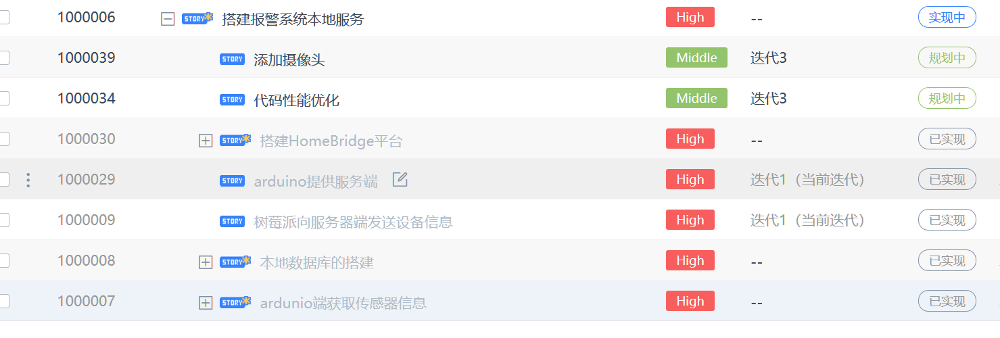 1000006 STORY 搭建报警系统本地服务 High -- 实现中
1000039 STORY 添加摄像头 Middle 迭代3 规划中
1000034 STORY 代码性能优化 Middle 迭代3 规划中
1000030 STORY 搭建HomeBridge平台 High -- 已实现
1000029 STORY arduino提供服务端 High 迭代1（当前迭代） 已实现
1000009 STORY 树莓派向服务器端发送设备信息 High 迭代1（当前迭代） 已实现
1000008 STORY 本地数据库的搭建 High -- 已实现
1000007 STORY ardunio端获取传感器信息 High -- 已实现